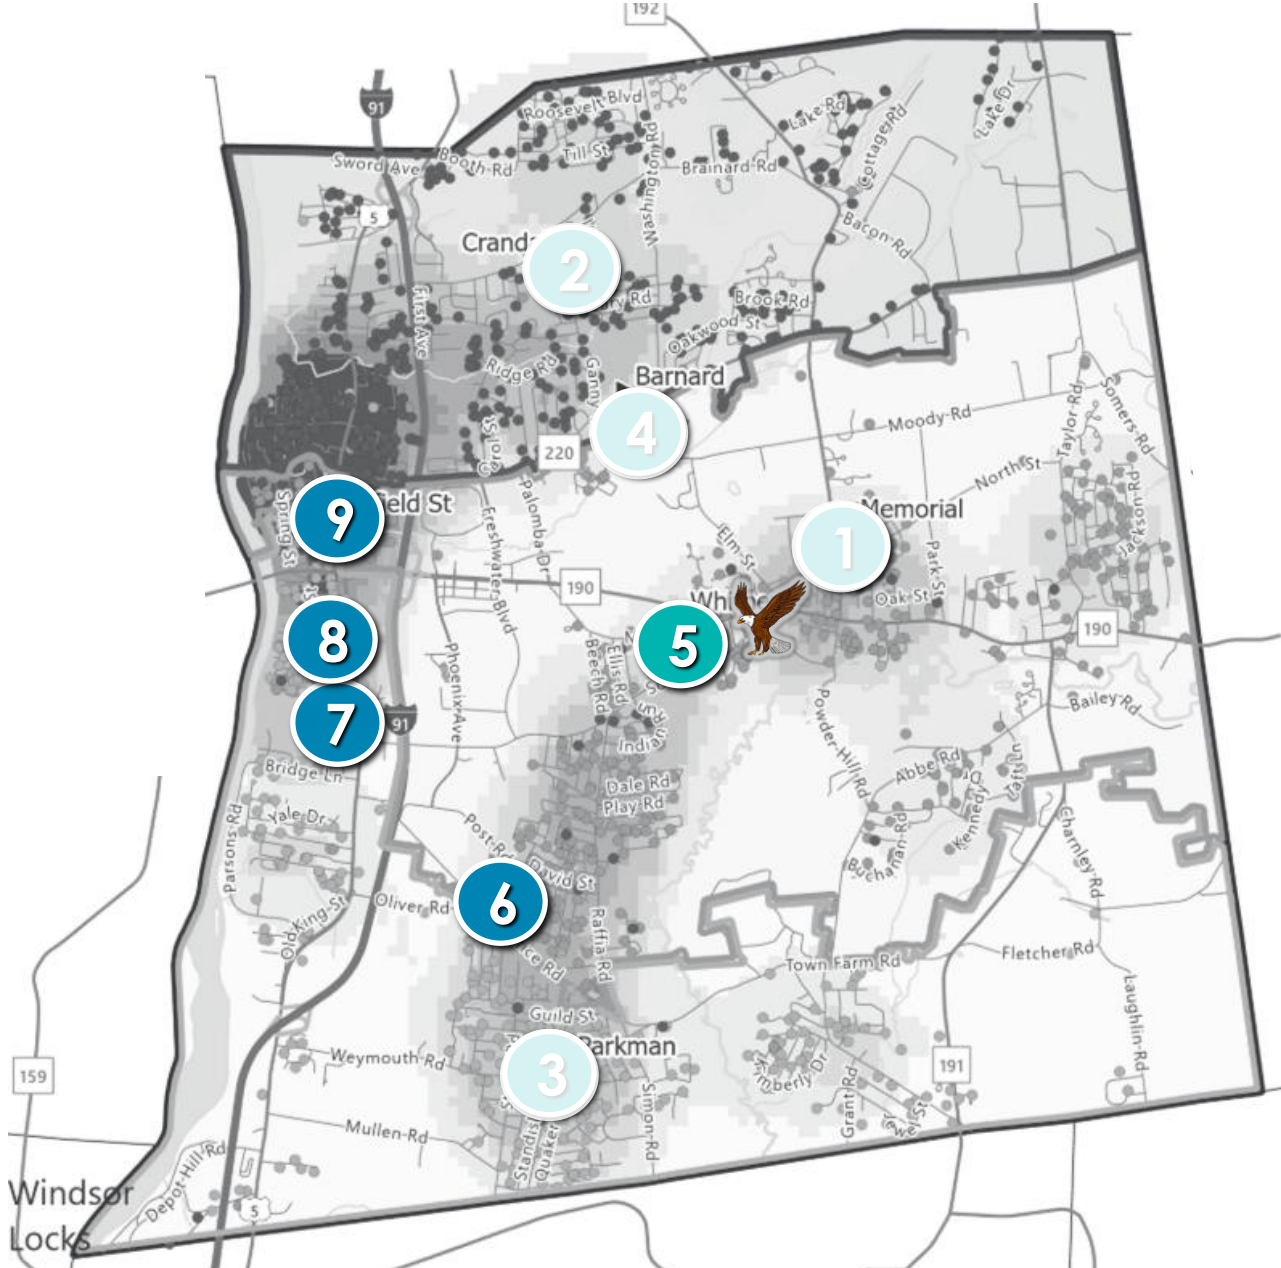 192
91
Roosevelt Blvd
Lake Rd
Lake Dr
Till St
Washington Rd
Sword Ave
Booth Rd
Brainard Rd
Cottage Rd
5
Bacon Rd
2
First Ave
Brook Rd
Oakwood St
Ridge Rd
Ganny
Barnard
Taylor Rd
Somers Rd
4
Moody Rd
220
North St
9
field St
Spring St
Palomba Dr
Freshwater Blvd
Memorial
Jackson Rd
Elm St
1
Park St
190
Oak St
190
8
5
Phoenix Ave
Beech Rd
Ellis Rd
7
91
Indian
Run
Powder Hill Rd
Bailey Rd
Bridge Ln
Dale Rd
Play Rd
Abbe Rd
Taft Ln
Kennedy Dr
Yale Dr
Parsons Rd
Post Rd
David St
Buchanan Rd
Charnley Rd
6
Oliver Rd
Old King St
Raffia Rd
Town Farm Rd
Fletcher Rd
Laughlin Rd
Guild St
Parkman
Weymouth Rd
3
Kimberly Dr
159
191
Simon Rd
Grant Rd
Jewel St
Mullen Rd
Standish
Quaker
Depot Hill Rd
5
Windsor
Locks